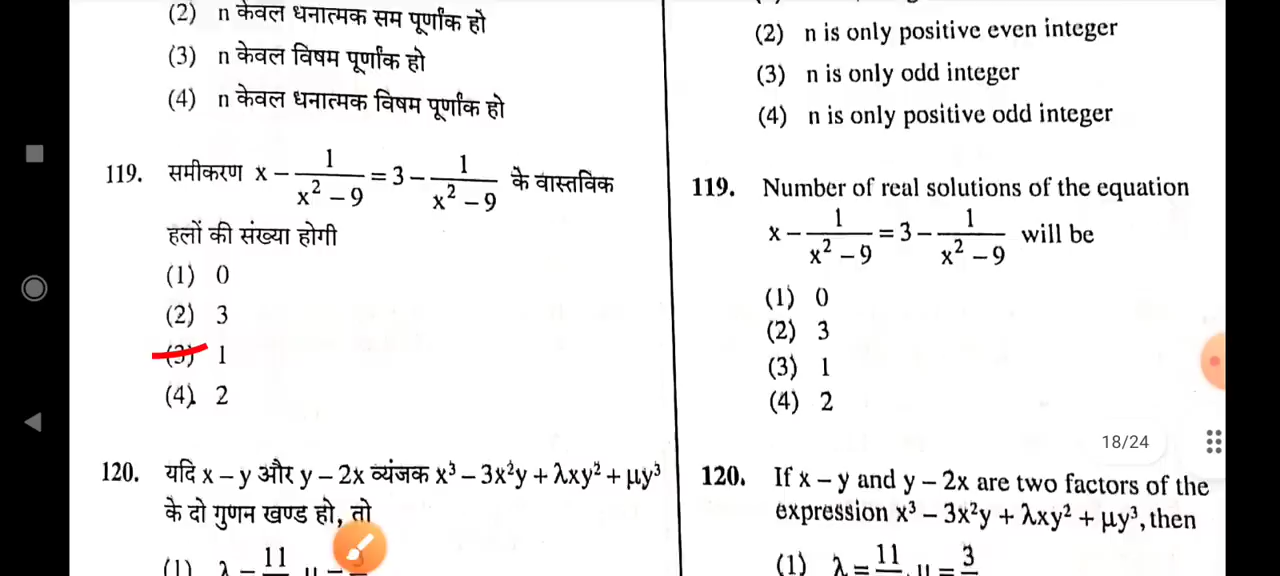 (2) n केवल धनात्मक सम पूर्णांक हो
(3) n केवल विषम पूर्णांक हो
(4) n केवल धनात्मक विषम पूर्णांक हो
119. समीकरण x − 1/(x² − 9) = 3 − 1/(x² − 9) के वास्तविक
हलों की संख्या होगी
(1) 0
(2) 3
(3) 1
(4) 2
120. यदि x − y और y − 2x व्यंजक x³ − 3x²y + λxy² + μy³
के दो गुणन खण्ड हो, तो
(1) λ = 11
(2) n is only positive even integer
(3) n is only odd integer
(4) n is only positive odd integer
119. Number of real solutions of the equation
x − 1/(x² − 9) = 3 − 1/(x² − 9) will be
(1) 0
(2) 3
(3) 1
(4) 2
18/24
120. If x − y and y − 2x are two factors of the
expression x³ − 3x²y + λxy² + μy³, then
(1) λ = 11 , μ = 3